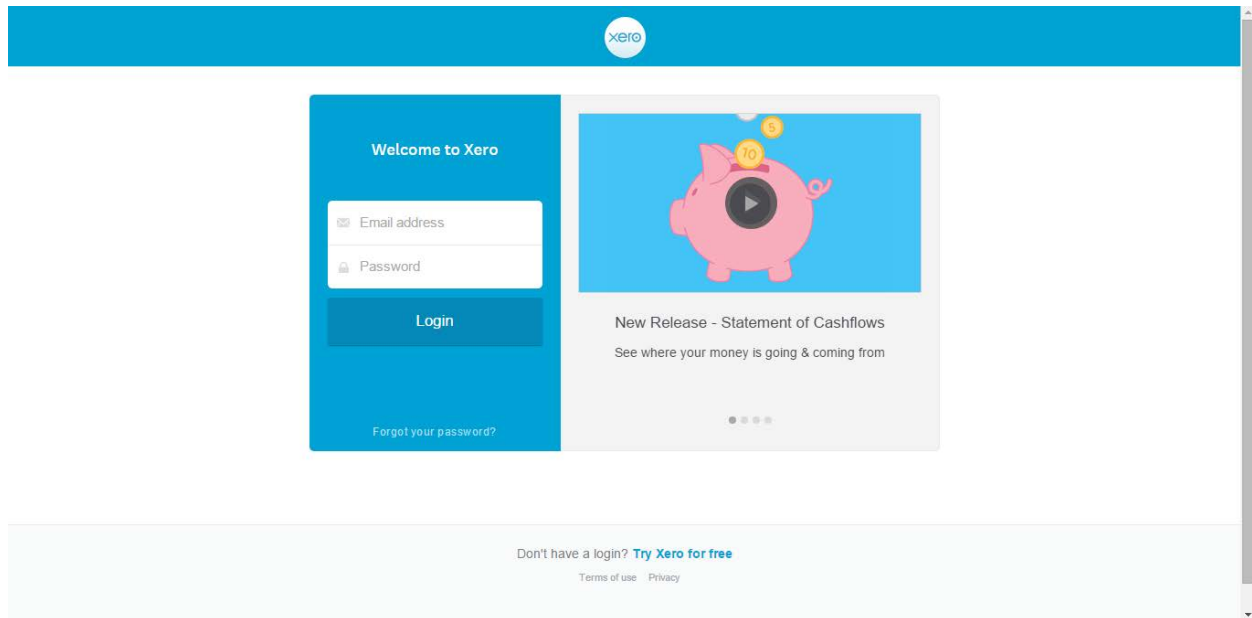 xero
Welcome to Xero
Email address
Password
Login
Forgot your password?
5
10
New Release - Statement of Cashflows
See where your money is going & coming from
Don't have a login? Try Xero for free
Terms of use Privacy